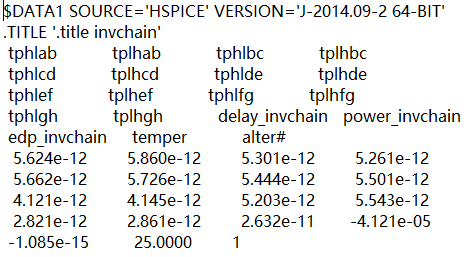 $DATA1 SOURCE='HSPICE' VERSION='J-2014.09-2 64-BIT'
.TITLE '.title invchain'
tphlab tplhab tphlbc tplhbc
tphlcd tplhcd tphlde tplhde
tphlef tplhef tphlfg tplhfg
tphlgh tplhgh delay_invchain power_invchain
edp_invchain temper alter#
5.624e-12 5.860e-12 5.301e-12 5.261e-12
5.662e-12 5.726e-12 5.444e-12 5.501e-12
4.121e-12 4.145e-12 5.203e-12 5.543e-12
2.821e-12 2.861e-12 2.632e-11 -4.121e-05
-1.085e-15 25.0000 1